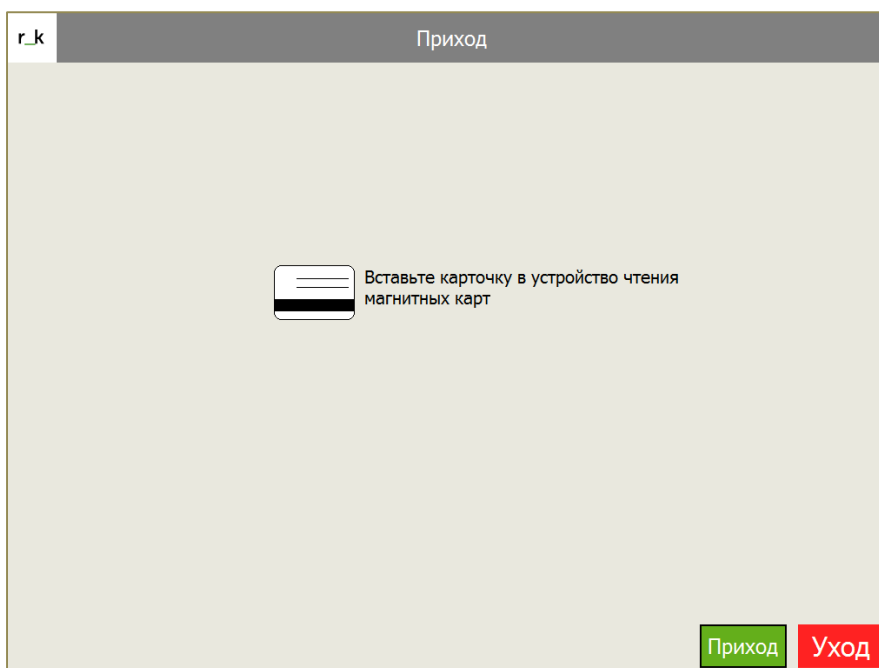 r_k
Приход
Вставьте карточку в устройство чтения
магнитных карт
Приход
Уход